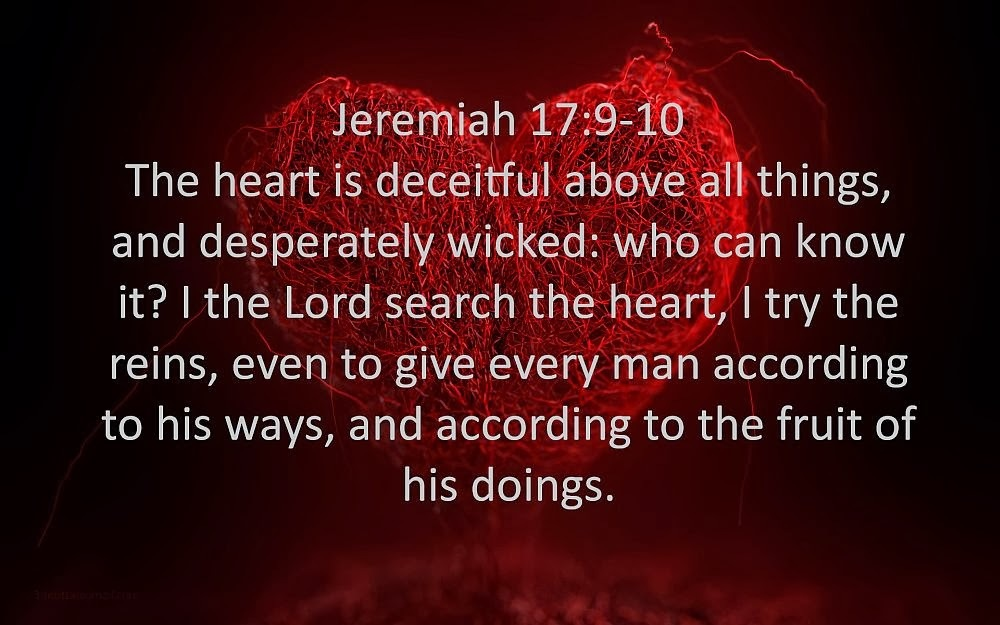 Jeremiah 17:9-10
The heart is deceitful above all things,
and desperately wicked: who can know
it? I the Lord search the heart, I try the
reins, even to give every man according
to his ways, and according to the fruit of
his doings.